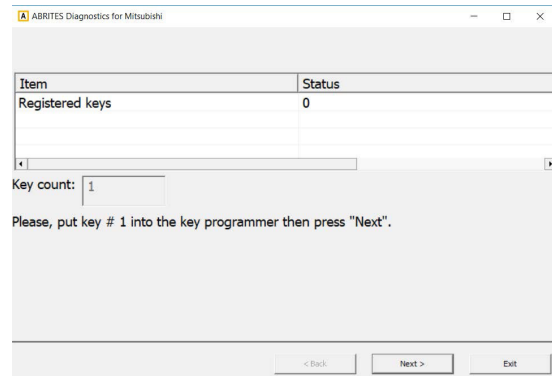 A ABRITES Diagnostics for Mitsubishi
Item Status
Registered keys 0
Key count: 1
Please, put key # 1 into the key programmer then press "Next".
< Back Next > Exit